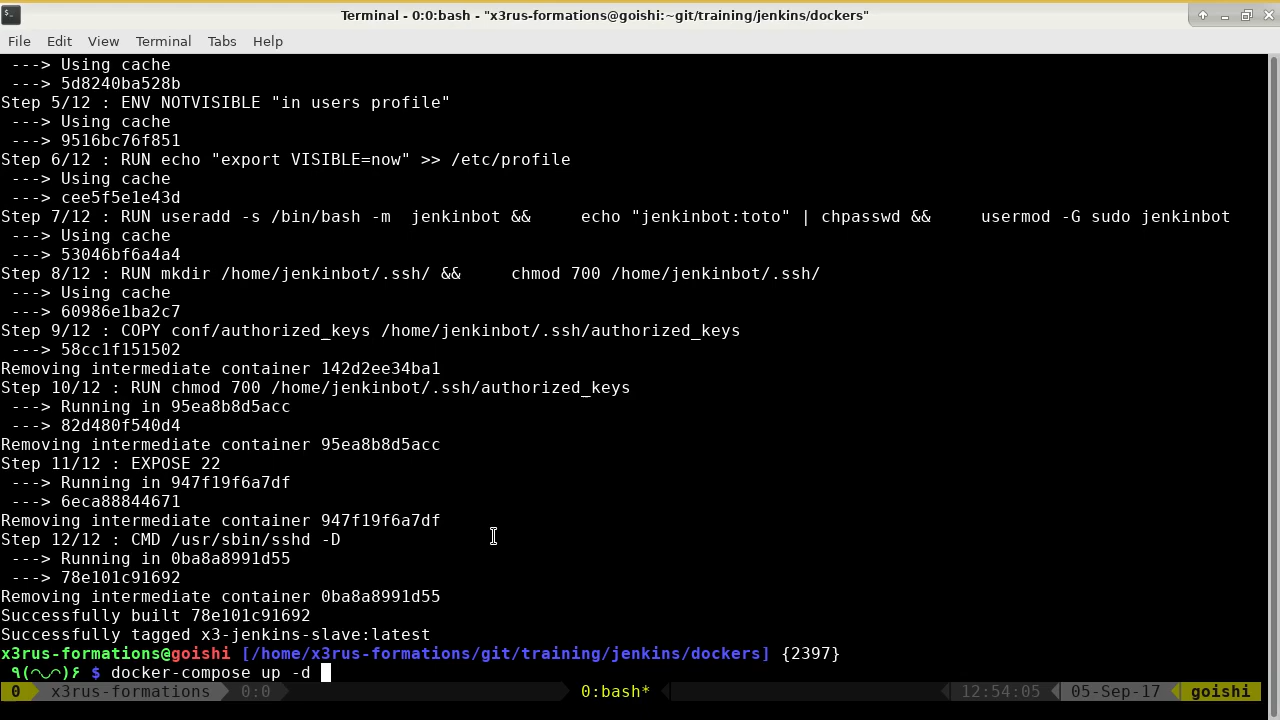 Terminal - 0:0:bash - "x3rus-formations@goishi:~git/training/jenkins/dockers"
File Edit View Terminal Tabs Help
---> Using cache
---> 5d8240ba528b
Step 5/12 : ENV NOTVISIBLE "in users profile"
---> Using cache
---> 9516bc76f851
Step 6/12 : RUN echo "export VISIBLE=now" >> /etc/profile
---> Using cache
---> cee5f5e1e43d
Step 7/12 : RUN useradd -s /bin/bash -m  jenkinbot &&     echo "jenkinbot:toto" | chpasswd &&     usermod -G sudo jenkinbot
---> Using cache
---> 53046bf6a4a4
Step 8/12 : RUN mkdir /home/jenkinbot/.ssh/ &&     chmod 700 /home/jenkinbot/.ssh/
---> Using cache
---> 60986e1ba2c7
Step 9/12 : COPY conf/authorized_keys /home/jenkinbot/.ssh/authorized_keys
---> 58cc1f151502
Removing intermediate container 142d2ee34ba1
Step 10/12 : RUN chmod 700 /home/jenkinbot/.ssh/authorized_keys
---> Running in 95ea8b8d5acc
---> 82d480f540d4
Removing intermediate container 95ea8b8d5acc
Step 11/12 : EXPOSE 22
---> Running in 947f19f6a7df
---> 6eca88844671
Removing intermediate container 947f19f6a7df
Step 12/12 : CMD /usr/sbin/sshd -D
---> Running in 0ba8a8991d55
---> 78e101c91692
Removing intermediate container 0ba8a8991d55
Successfully built 78e101c91692
Successfully tagged x3-jenkins-slave:latest
x3rus-formations@goishi [/home/x3rus-formations/git/training/jenkins/dockers] {2397}
٩(◠◡◠)۶ $ docker-compose up -d
0 x3rus-formations 0:0 0:bash* 12:54:05 05-Sep-17 goishi